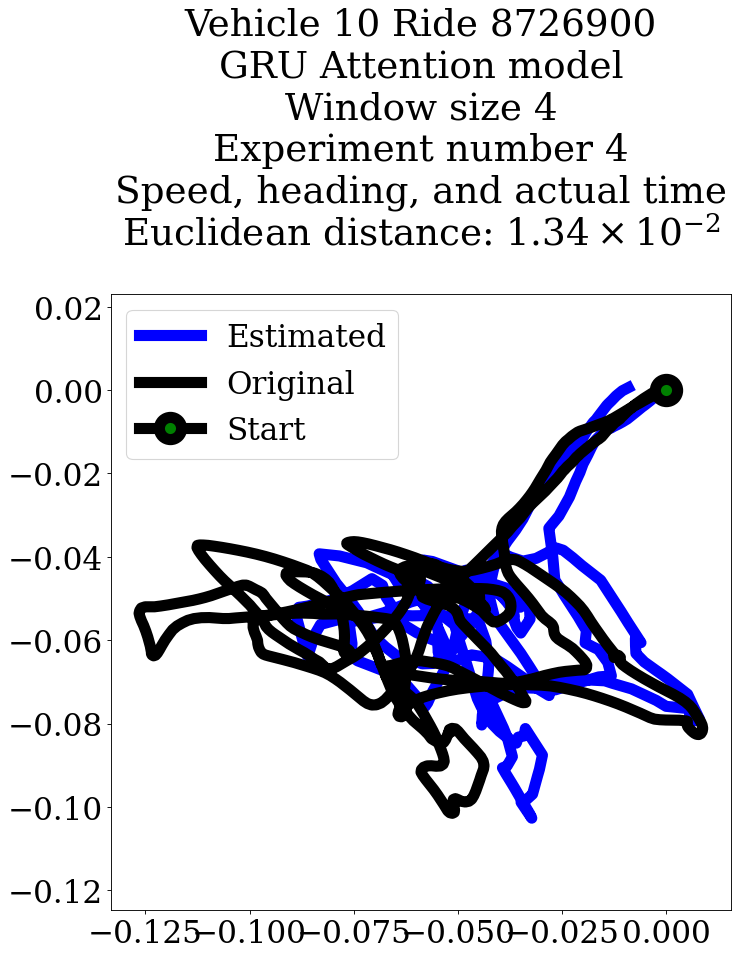 Vehicle 10 Ride 8726900
GRU Attention model
Window size 4
Experiment number 4
Speed, heading, and actual time
Euclidean distance: 1.34 × 10⁻²
0.02
Estimated
Original
Start
0.00
−0.02
−0.04
−0.06
−0.08
−0.10
−0.12
−0.125 −0.100 −0.075 −0.050 −0.025 0.000